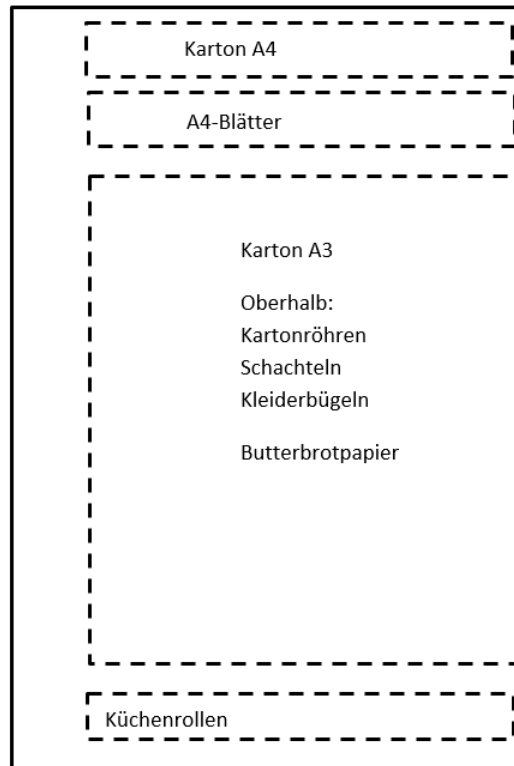 Karton A4
A4-Blätter
Karton A3
Oberhalb:
Kartonröhren
Schachteln
Kleiderbügeln
Butterbrotpapier
Küchenrollen